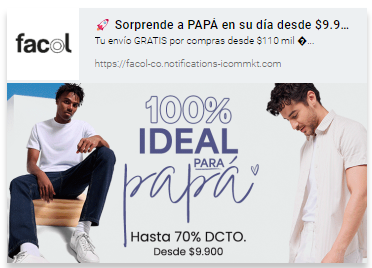 facol
🚀 Sorprende a PAPÁ en su día desde $9.9...
Tu envío GRATIS por compras desde $110 mil �...
https://facol-co.notifications-icommkt.com
100%
IDEAL
PARA
papá
Hasta 70% DCTO.
Desde $9.900